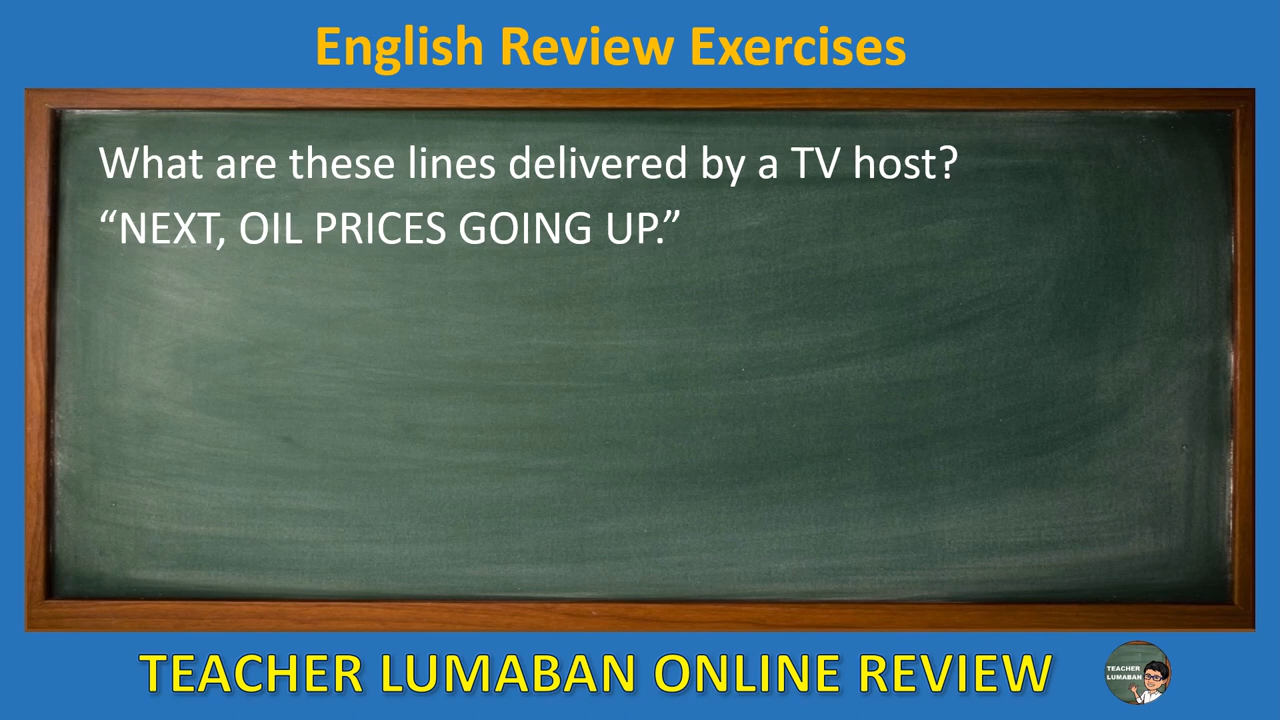 English Review Exercises
What are these lines delivered by a TV host?
“NEXT, OIL PRICES GOING UP.”
TEACHER LUMABAN ONLINE REVIEW
TEACHER
LUMABAN